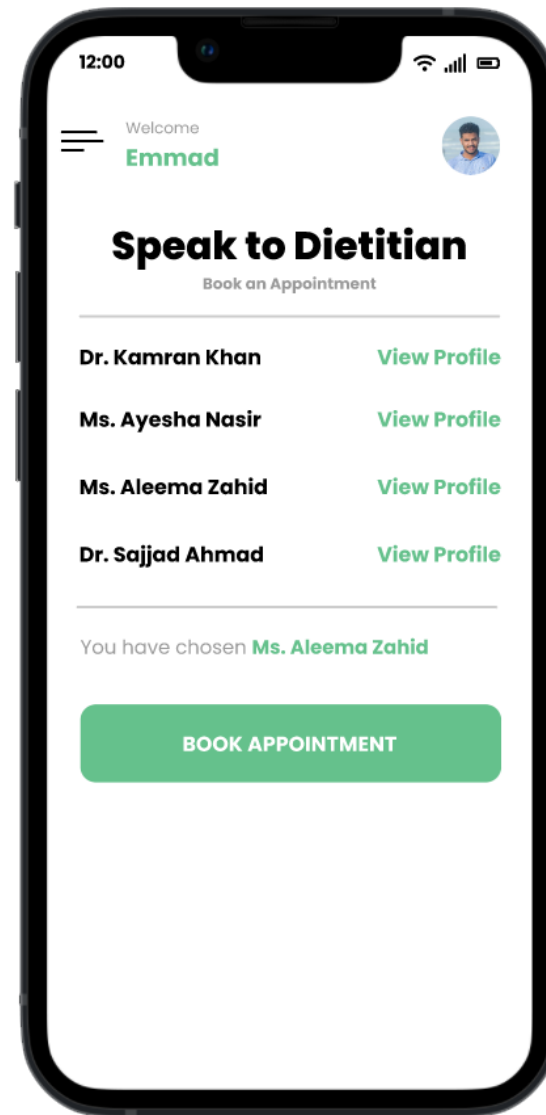 12:00
Welcome
Emmad
Speak to Dietitian
Book an Appointment
Dr. Kamran Khan View Profile
Ms. Ayesha Nasir View Profile
Ms. Aleema Zahid View Profile
Dr. Sajjad Ahmad View Profile
You have chosen Ms. Aleema Zahid
BOOK APPOINTMENT